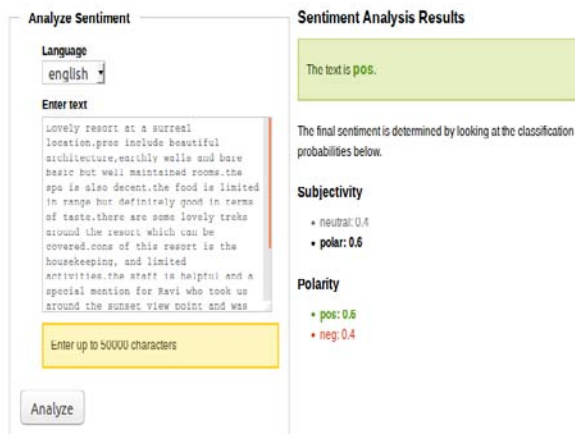 Analyze Sentiment
Language
english
Enter text
Lovely resort at a surreal
location.pros include beautiful
architecture,earthly walls and bare
basic but well maintained rooms.the
spa is also decent.the food is limited
in range but definitely good in terms
of taste.there are some lovely treks
around the resort which can be
covered.cons of this resort is the
housekeeping, and limited
activities.the staff is helpful and a
special mention for Ravi who took us
around the sunset view point and was
Enter up to 50000 characters
Analyze
Sentiment Analysis Results
The text is pos.
The final sentiment is determined by looking at the classification
probabilities below.
Subjectivity
• neutral: 0.4
• polar: 0.6
Polarity
• pos: 0.6
• neg: 0.4